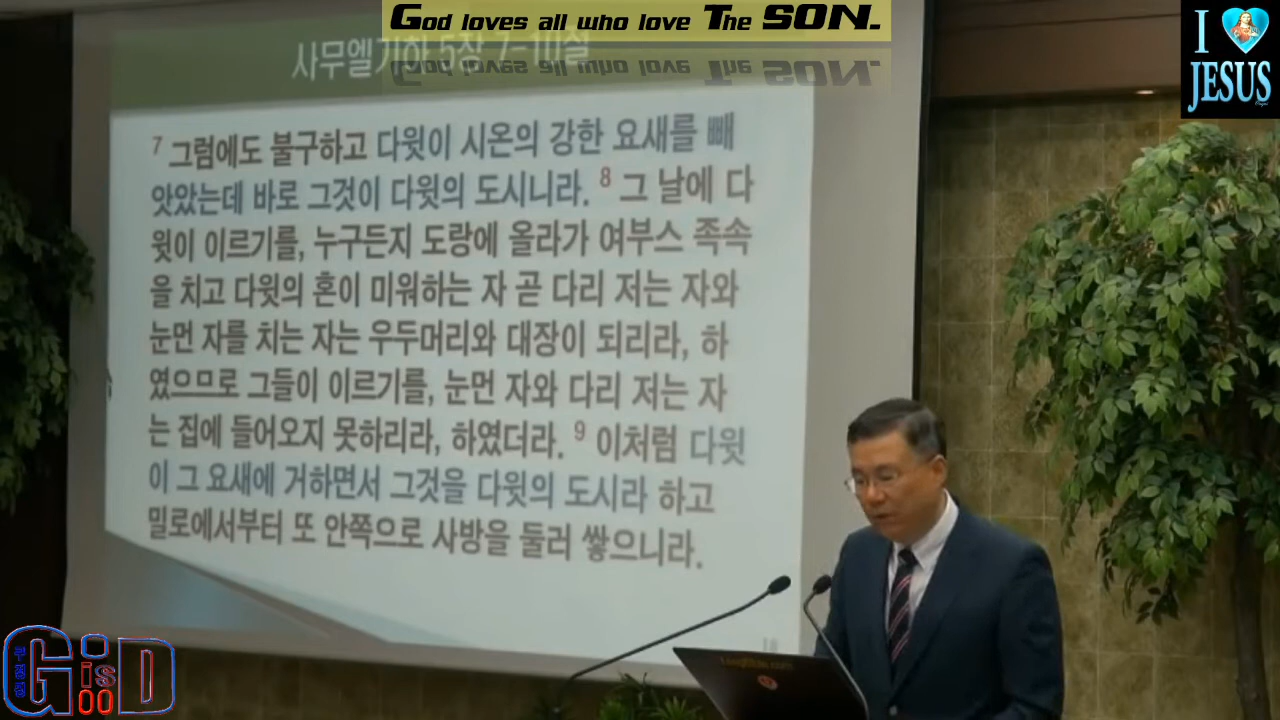 God loves all who love The SON.
사무엘기하 5장 7-10절
I
JESUS
7 그럼에도 불구하고 다윗이 시온의 강한 요새를 빼
앗았는데 바로 그것이 다윗의 도시니라. 8 그 날에 다
윗이 이르기를, 누구든지 도랑에 올라가 여부스 족속
을 치고 다윗의 혼이 미워하는 자 곧 다리 저는 자와
눈먼 자를 치는 자는 우두머리와 대장이 되리라, 하
였으므로 그들이 이르기를, 눈먼 자와 다리 저는 자
는 집에 들어오지 못하리라, 하였더라. 9 이처럼 다윗
이 그 요새에 거하면서 그것을 다윗의 도시라 하고
밀로에서부터 또 안쪽으로 사방을 둘러 쌓으니라.
18
GooD
is